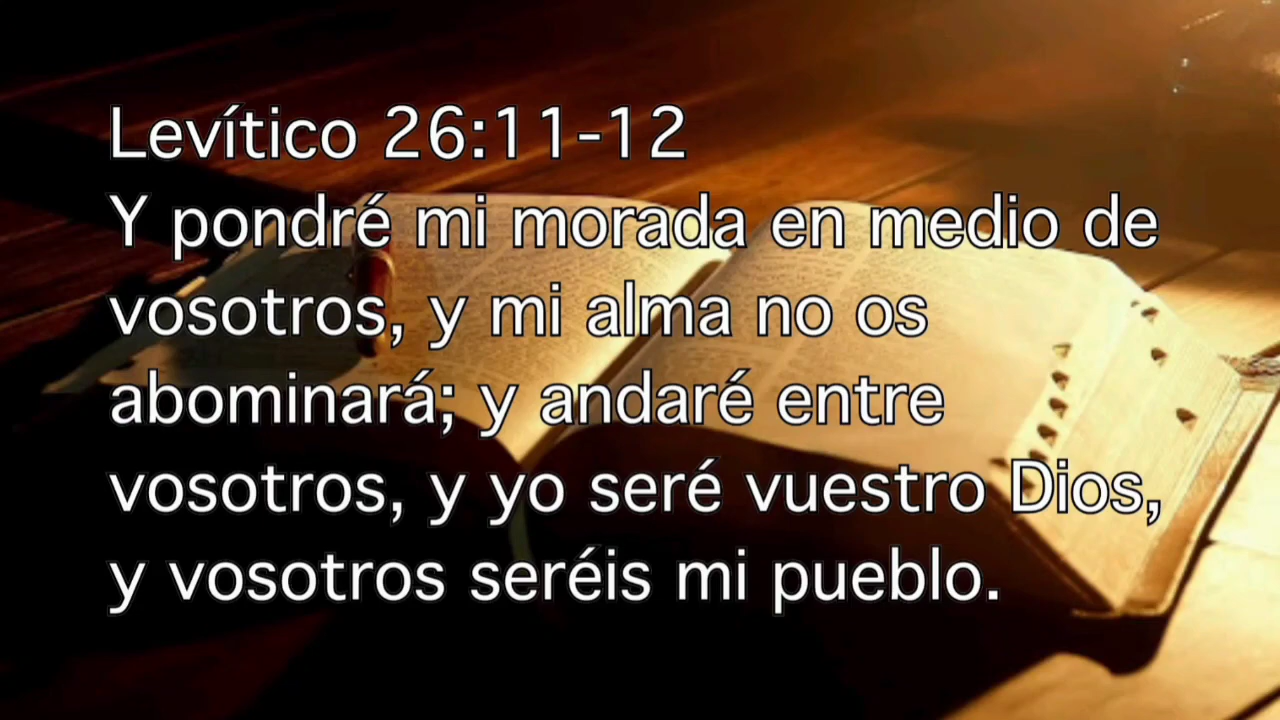 Levítico 26:11-12
Y pondré mi morada en medio de
vosotros, y mi alma no os
abominará; y andaré entre
vosotros, y yo seré vuestro Dios,
y vosotros seréis mi pueblo.